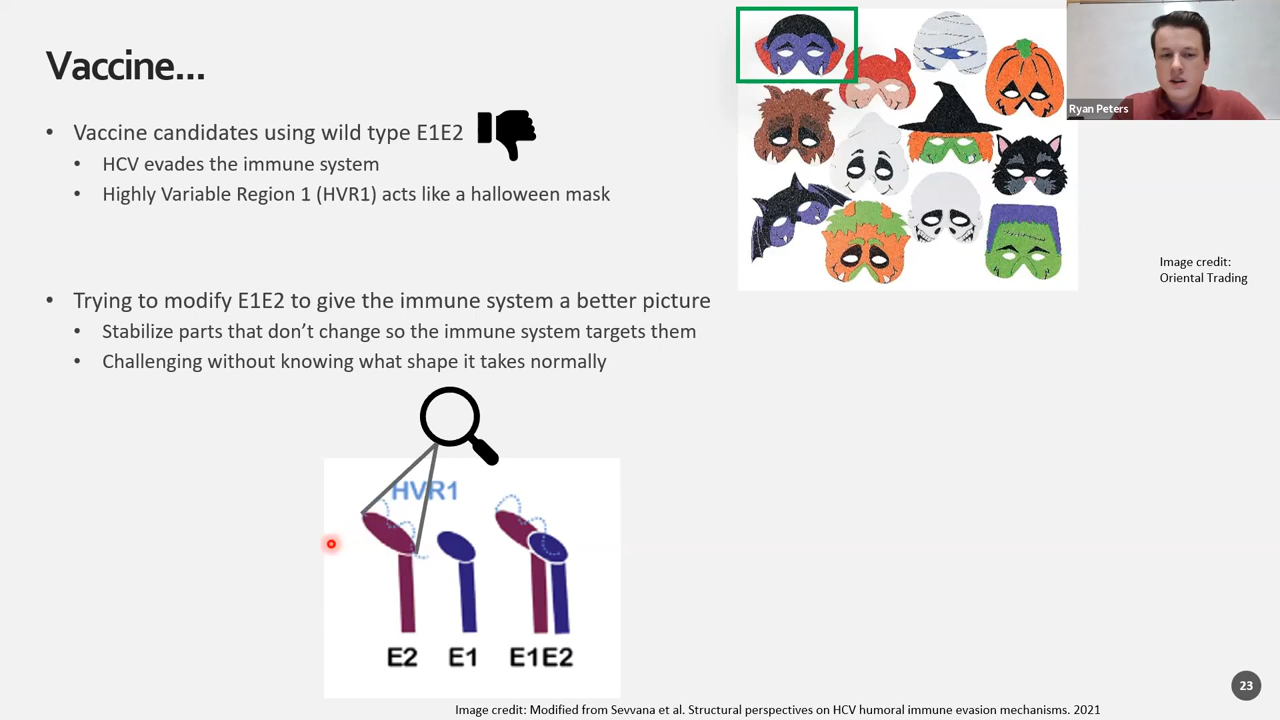 Vaccine...
Ryan Peters
• Vaccine candidates using wild type E1E2
• HCV evades the immune system
• Highly Variable Region 1 (HVR1) acts like a halloween mask
Image credit:
Oriental Trading
• Trying to modify E1E2 to give the immune system a better picture
• Stabilize parts that don't change so the immune system targets them
• Challenging without knowing what shape it takes normally
HVR1
E2 E1 E1E2
23
Image credit: Modified from Sevvana et al. Structural perspectives on HCV humoral immune evasion mechanisms. 2021